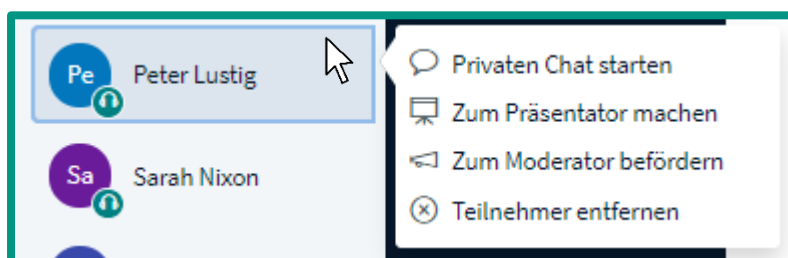 Pe
Peter Lustig
Sa
Sarah Nixon
Privaten Chat starten
Zum Präsentator machen
Zum Moderator befördern
Teilnehmer entfernen